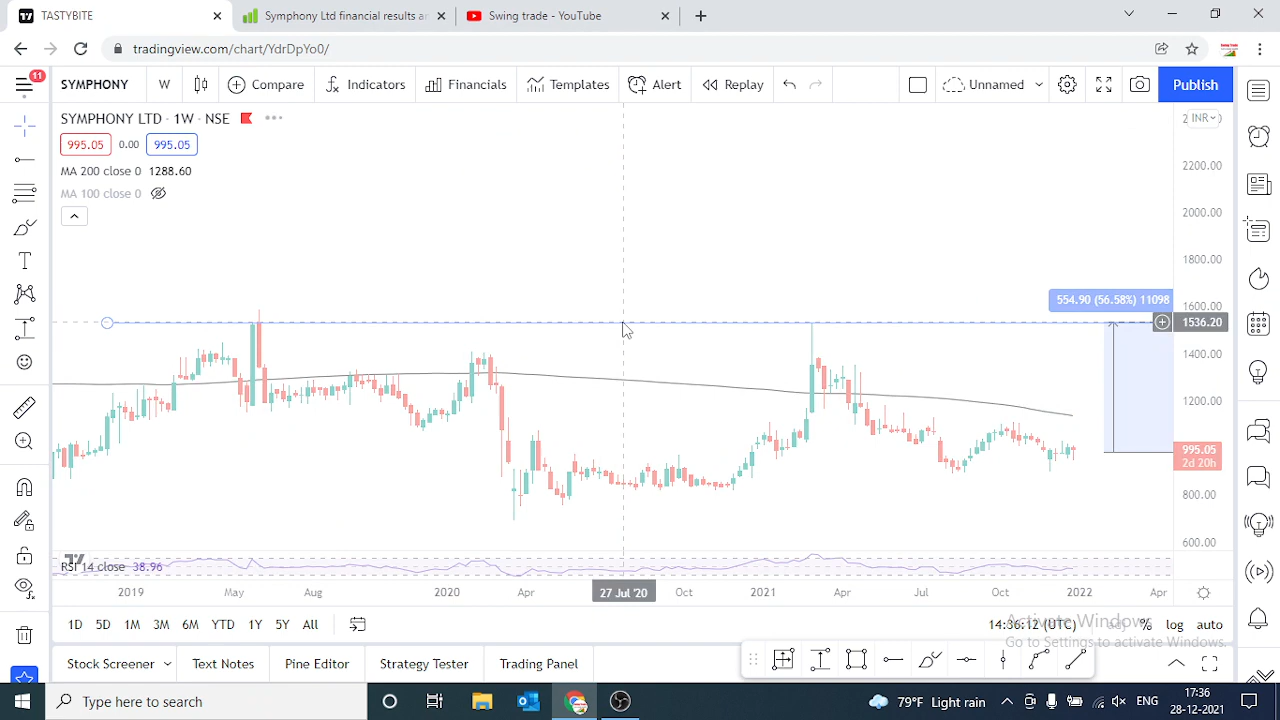 TASTYBITE
Symphony Ltd financial results ar
Swing trade - YouTube
tradingview.com/chart/YdrDpYo0/
11
SYMPHONY
W
Compare
Indicators
Financials
Templates
Alert
Replay
Unnamed
Publish
SYMPHONY LTD · 1W · NSE
INR
995.05
0.00
995.05
MA 200 close 0 1288.60
MA 100 close 0
2200.00
2000.00
1800.00
1600.00
554.90 (56.58%) 11098
1536.20
1400.00
1200.00
995.05
2d 20h
800.00
600.00
RSI 14 close 38.96
2019
May
Aug
2020
Apr
27 Jul '20
Oct
2021
Apr
Jul
Oct
2022
Apr
1D
5D
1M
3M
6M
YTD
1Y
5Y
All
14:36:12 (UTC)
adj
%
log
auto
Activate Windows
Go to Settings to activate Windows.
Stock Screener
Text Notes
Pine Editor
Strategy Tester
Trading Panel
Type here to search
79°F Light rain
ENG
17:36
28-12-2021